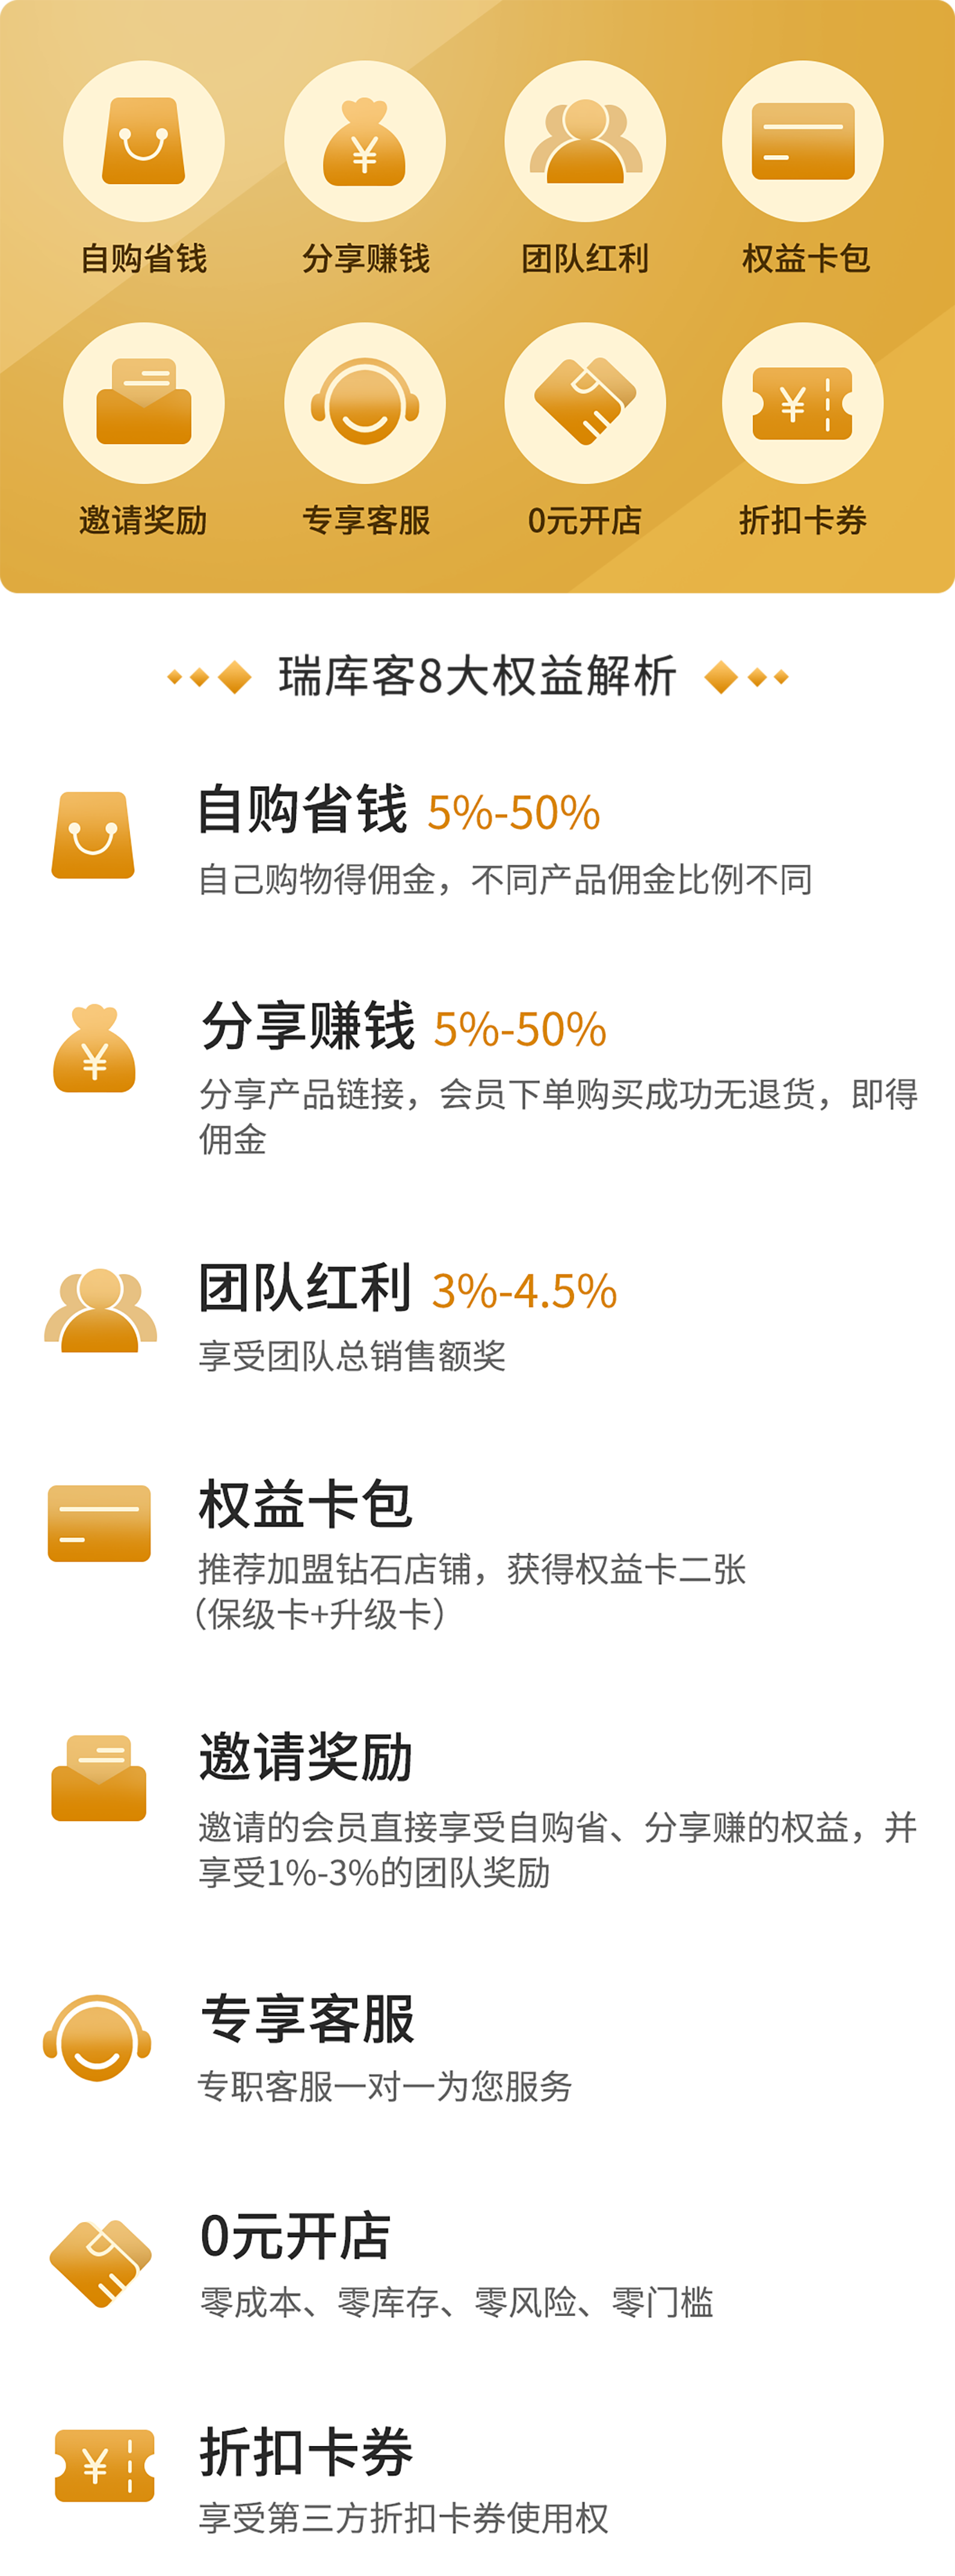 自购省钱 分享赚钱 团队红利 权益卡包
¥
邀请奖励 专享客服 0元开店 折扣卡券
¥
瑞库客8大权益解析
自购省钱 5%-50%
自己购物得佣金，不同产品佣金比例不同
分享赚钱 5%-50%
¥
分享产品链接，会员下单购买成功无退货，即得
佣金
团队红利 3%-4.5%
享受团队总销售额奖
权益卡包
推荐加盟钻石店铺，获得权益卡二张
（保级卡+升级卡）
邀请奖励
邀请的会员直接享受自购省、分享赚的权益，并
享受1%-3%的团队奖励
专享客服
专职客服一对一为您服务
0元开店
零成本、零库存、零风险、零门槛
折扣卡券
¥
享受第三方折扣卡券使用权